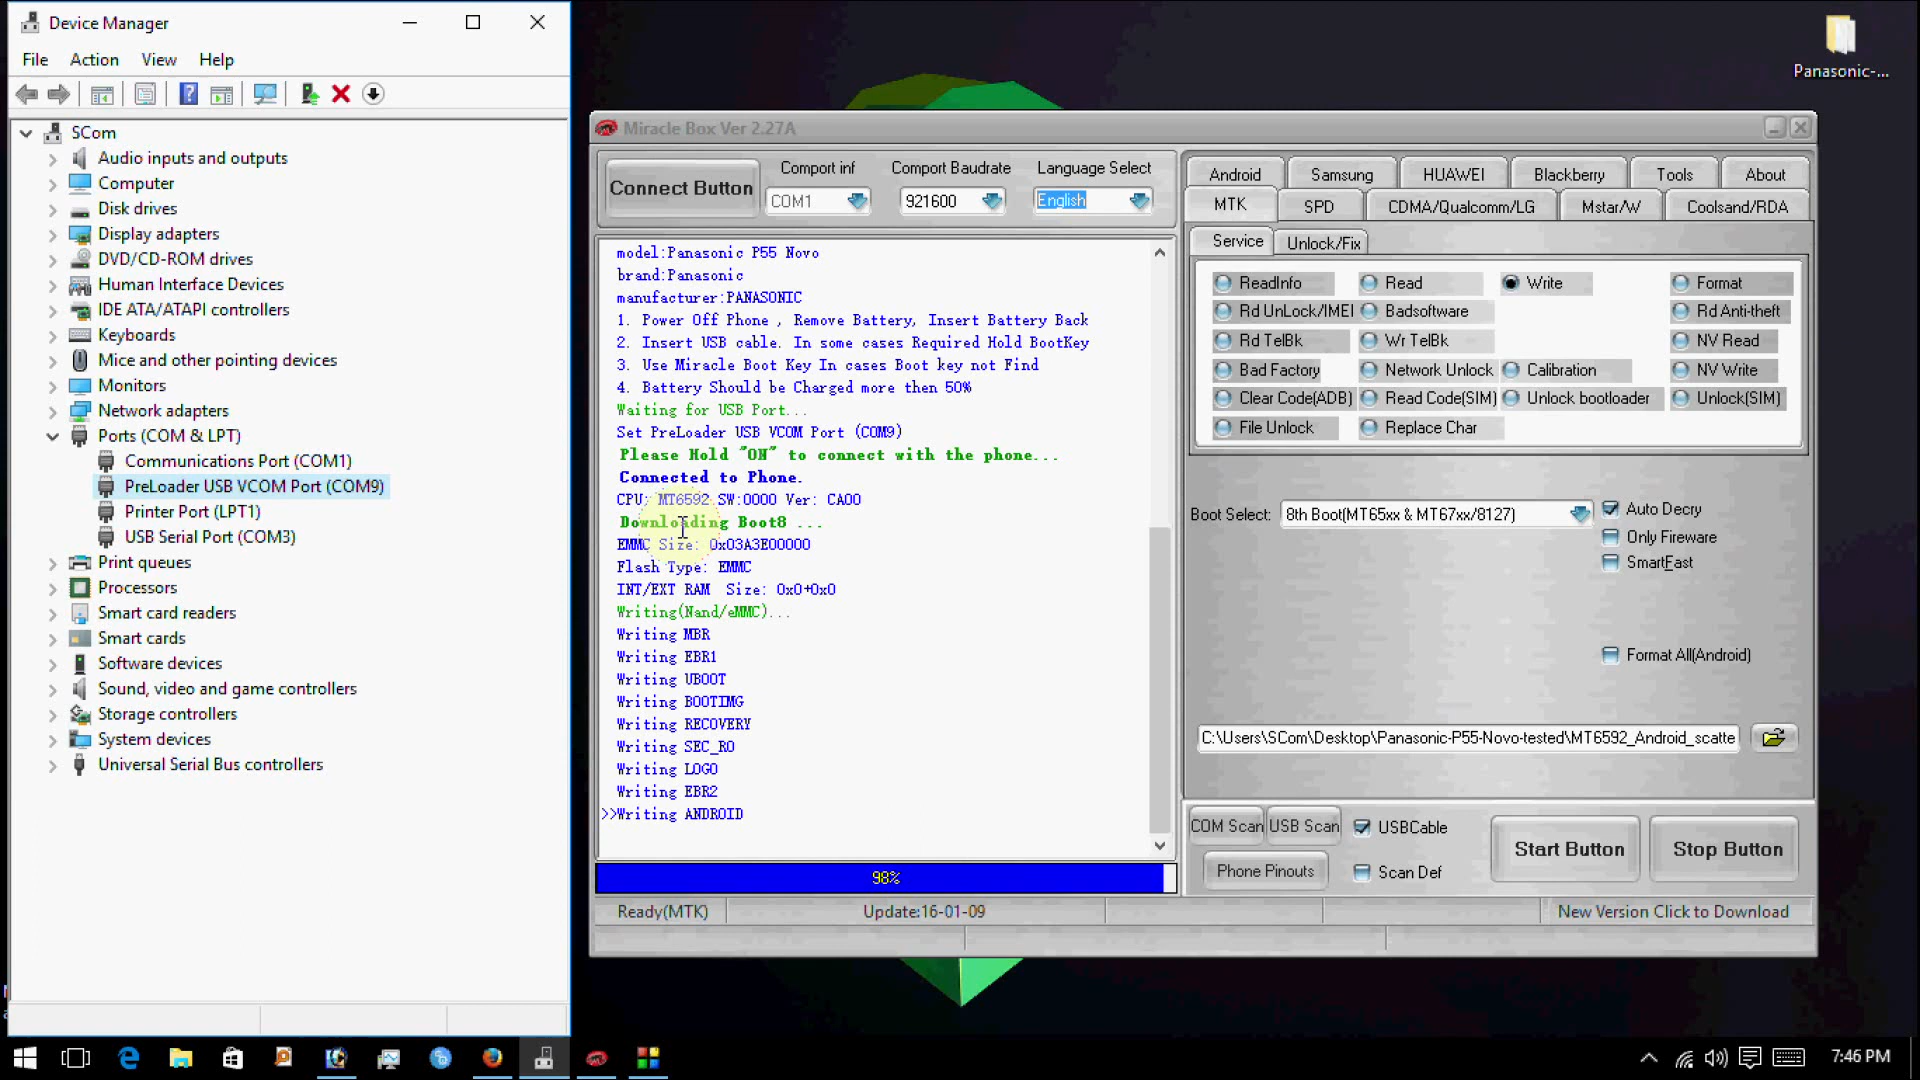 Device Manager
File Action View Help
SCom
Audio inputs and outputs
Computer
Disk drives
Display adapters
DVD/CD-ROM drives
Human Interface Devices
IDE ATA/ATAPI controllers
Keyboards
Mice and other pointing devices
Monitors
Network adapters
Ports (COM & LPT)
Communications Port (COM1)
PreLoader USB VCOM Port (COM9)
Printer Port (LPT1)
USB Serial Port (COM3)
Print queues
Processors
Smart card readers
Smart cards
Software devices
Sound, video and game controllers
Storage controllers
System devices
Universal Serial Bus controllers
Panasonic-...
Miracle Box Ver 2.27A
Connect Button
Comport inf
COM1
Comport Baudrate
921600
Language Select
English
model:Panasonic P55 Novo
brand:Panasonic
manufacturer:PANASONIC
1. Power Off Phone , Remove Battery, Insert Battery Back
2. Insert USB cable. In some cases Required Hold BootKey
3. Use Miracle Boot Key In cases Boot key not Find
4. Battery Should be Charged more then 50%
Waiting for USB Port...
Set PreLoader USB VCOM Port (COM9)
Please Hold "ON" to connect with the phone...
Connected to Phone.
CPU: MT6592 SW:0000 Ver: CA00
Downloading Boot8 ...
EMMC Size: 0x03A3E00000
Flash Type: EMMC
INT/EXT RAM Size: 0x0+0x0
Writing(Nand/eMMC)...
Writing MBR
Writing EBR1
Writing UBOOT
Writing BOOTIMG
Writing RECOVERY
Writing SEC_RO
Writing LOGO
Writing EBR2
>>Writing ANDROID
98%
Ready(MTK)
Update:16-01-09
New Version Click to Download
Android Samsung HUAWEI Blackberry Tools About
MTK SPD CDMA/Qualcomm/LG Mstar/W Coolsand/RDA
Service Unlock/Fix
ReadInfo Read Write Format
Rd UnLock/IMEI Badsoftware Rd Anti-theft
Rd TelBk Wr TelBk NV Read
Bad Factory Network Unlock Calibration NV Write
Clear Code(ADB) Read Code(SIM) Unlock bootloader Unlock(SIM)
File Unlock Replace Char
Boot Select: 8th Boot(MT65xx & MT67xx/8127)
Auto Decry
Only Fireware
SmartFast
Format All(Android)
C:\Users\SCom\Desktop\Panasonic-P55-Novo-tested\MT6592_Android_scatte
COM Scan USB Scan USBCable
Phone Pinouts Scan Def
Start Button Stop Button
7:46 PM